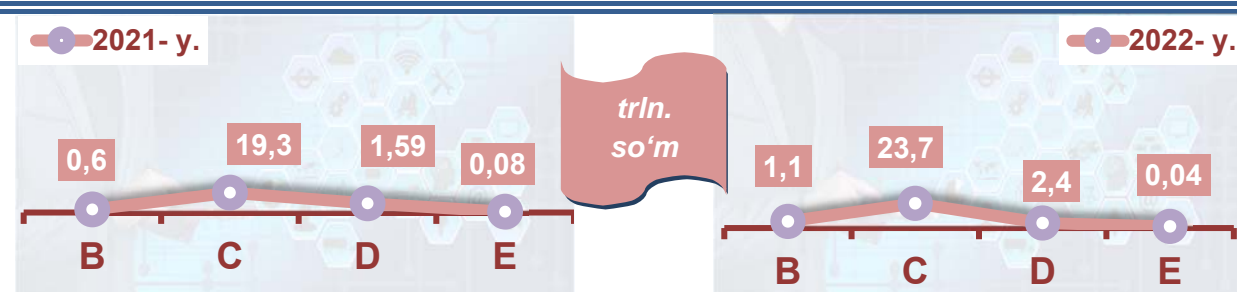 2021- y.
0,6
19,3
1,59
0,08
B C D E
trln.
so‘m
2022- y.
1,1
23,7
2,4
0,04
B C D E